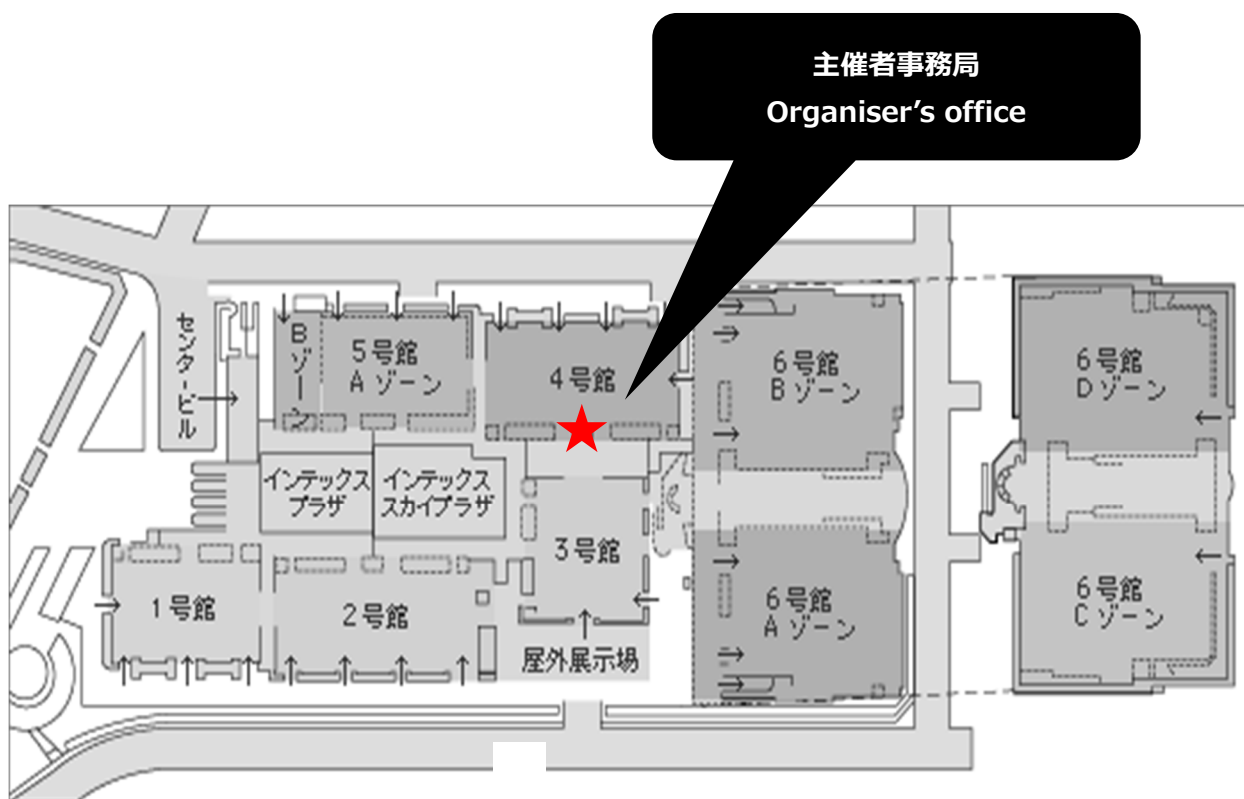 主催者事務局
Organiser’s office
センタービル
Bゾーン
5号館
Aゾーン
4号館
6号館
Bゾーン
6号館
Dゾーン
インテックス
プラザ
インテックス
スカイプラザ
3号館
1号館
2号館
6号館
Aゾーン
6号館
Cゾーン
屋外展示場